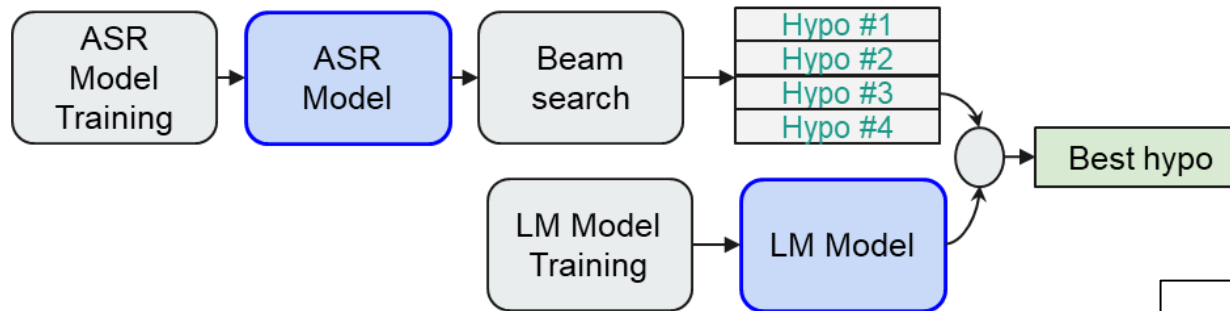 ASR
Model
Training
ASR
Model
Beam
search
Hypo #1
Hypo #2
Hypo #3
Hypo #4
Best hypo
LM Model
Training
LM Model